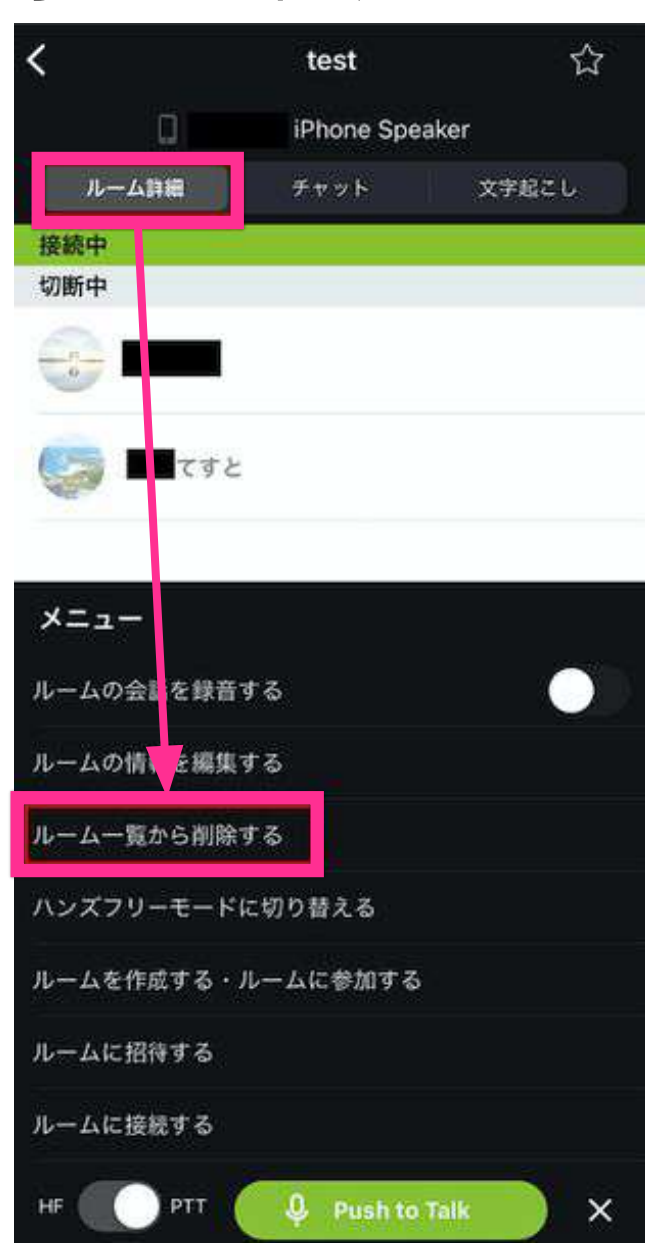 test
iPhone Speaker
ルーム詳細 チャット 文字起こし
接続中
切断中
てすと
メニュー
ルームの会話を録音する
ルームの情報を編集する
ルーム一覧から削除する
ハンズフリーモードに切り替える
ルームを作成する・ルームに参加する
ルームに招待する
ルームに接続する
HF PTT Push to Talk